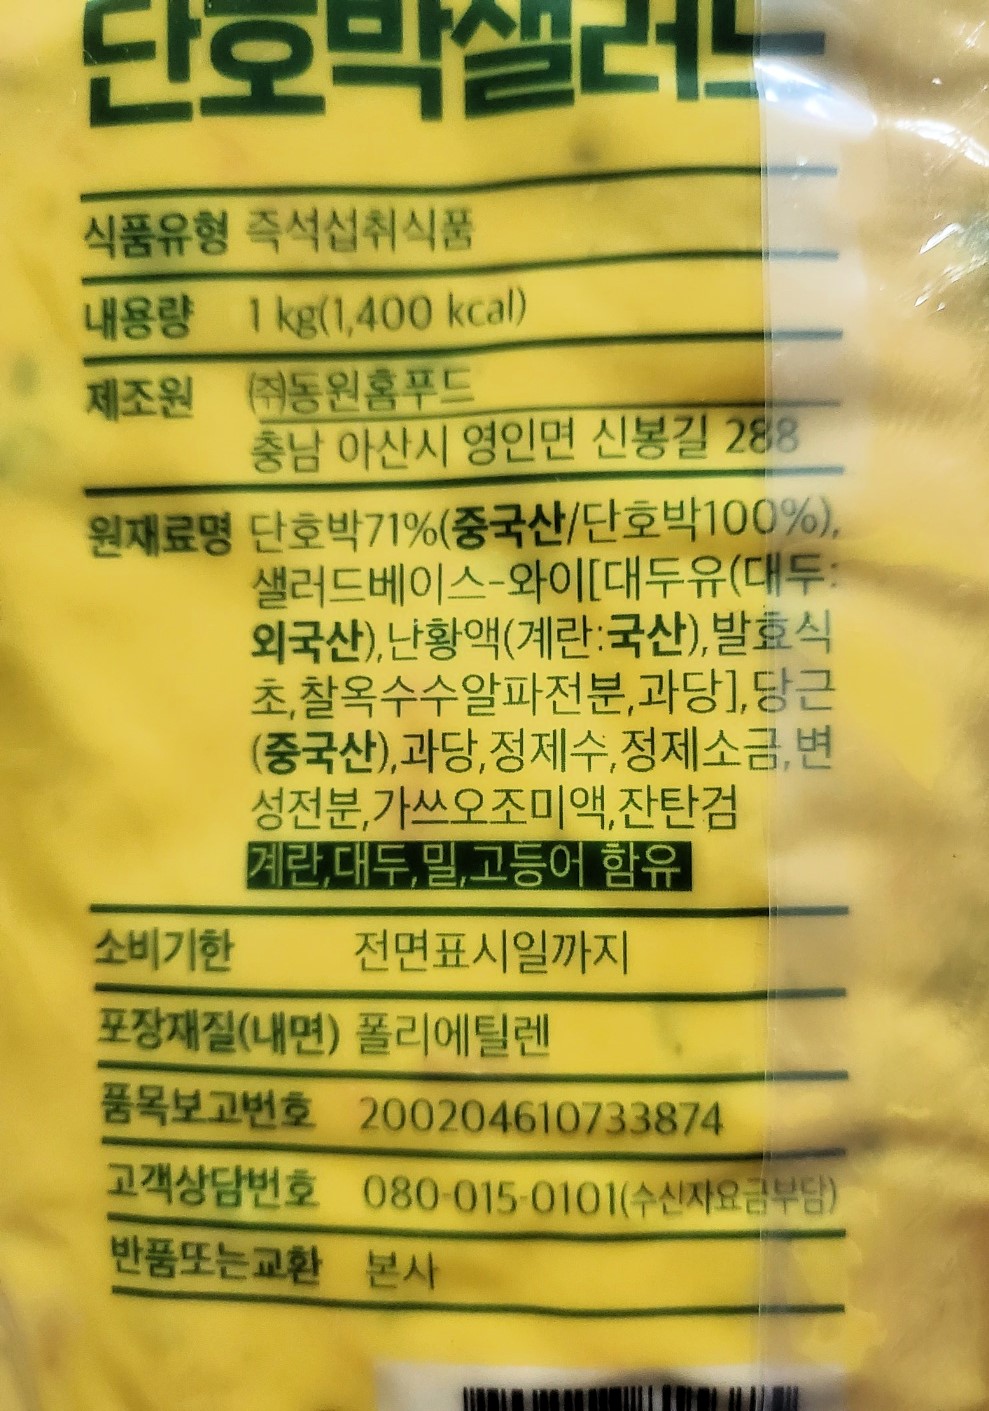 단호박샐러드
식품유형 즉석섭취식품
내용량 1 kg(1,400 kcal)
제조원 ㈜동원홈푸드
충남 아산시 영인면 신봉길 288
원재료명 단호박71%(중국산/단호박100%),
샐러드베이스-와이[대두유(대두:
외국산),난황액(계란:국산),발효식
초,찰옥수수알파전분,과당],당근
(중국산),과당,정제수,정제소금,변
성전분,가쓰오조미액,잔탄검
계란,대두,밀,고등어 함유
소비기한 전면표시일까지
포장재질(내면) 폴리에틸렌
품목보고번호 200204610733874
고객상담번호 080-015-0101(수신자요금부담)
반품또는교환 본사